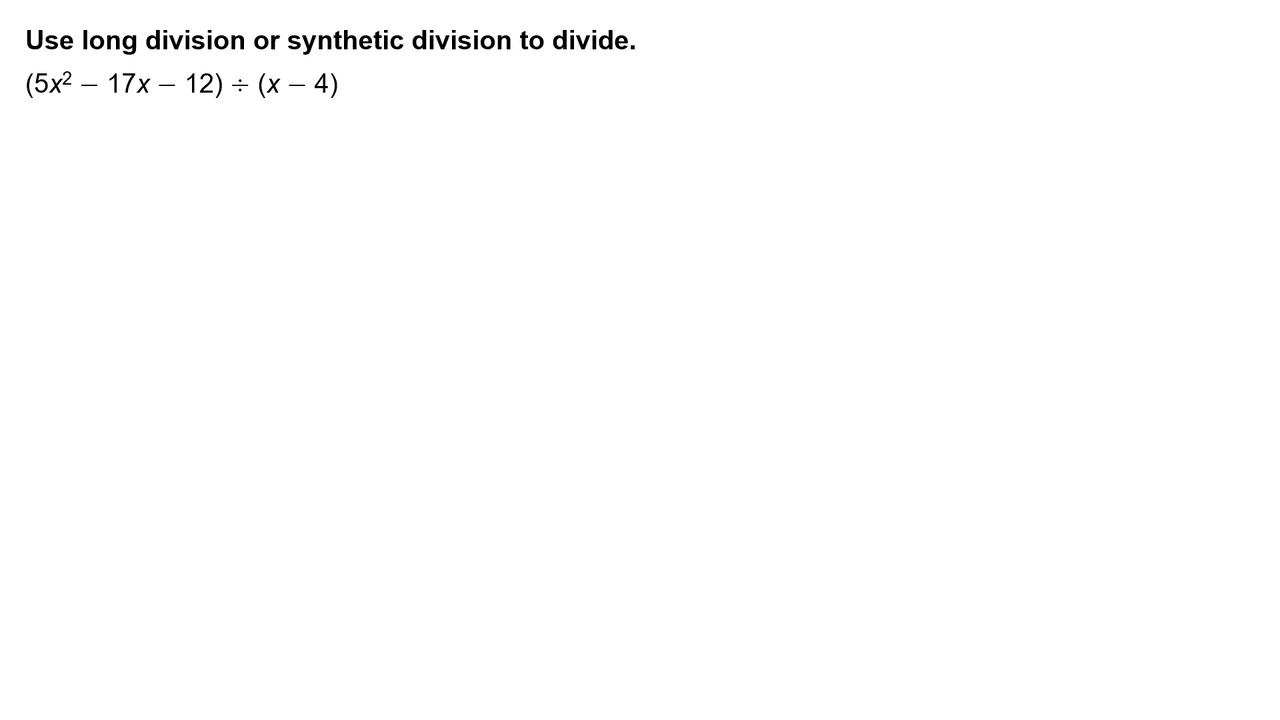 Use long division or synthetic division to divide.
(5x² − 17x − 12) ÷ (x − 4)